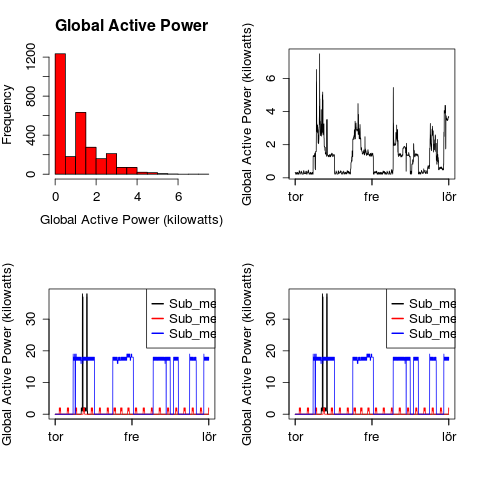 Global Active Power
Frequency
0 400 800 1200
0 2 4 6
Global Active Power (kilowatts)
Global Active Power (kilowatts)
0 2 4 6
tor fre lör
Global Active Power (kilowatts)
0 10 20 30
Sub_me
Sub_me
Sub_me
tor fre lör
Global Active Power (kilowatts)
0 10 20 30
Sub_me
Sub_me
Sub_me
tor fre lör